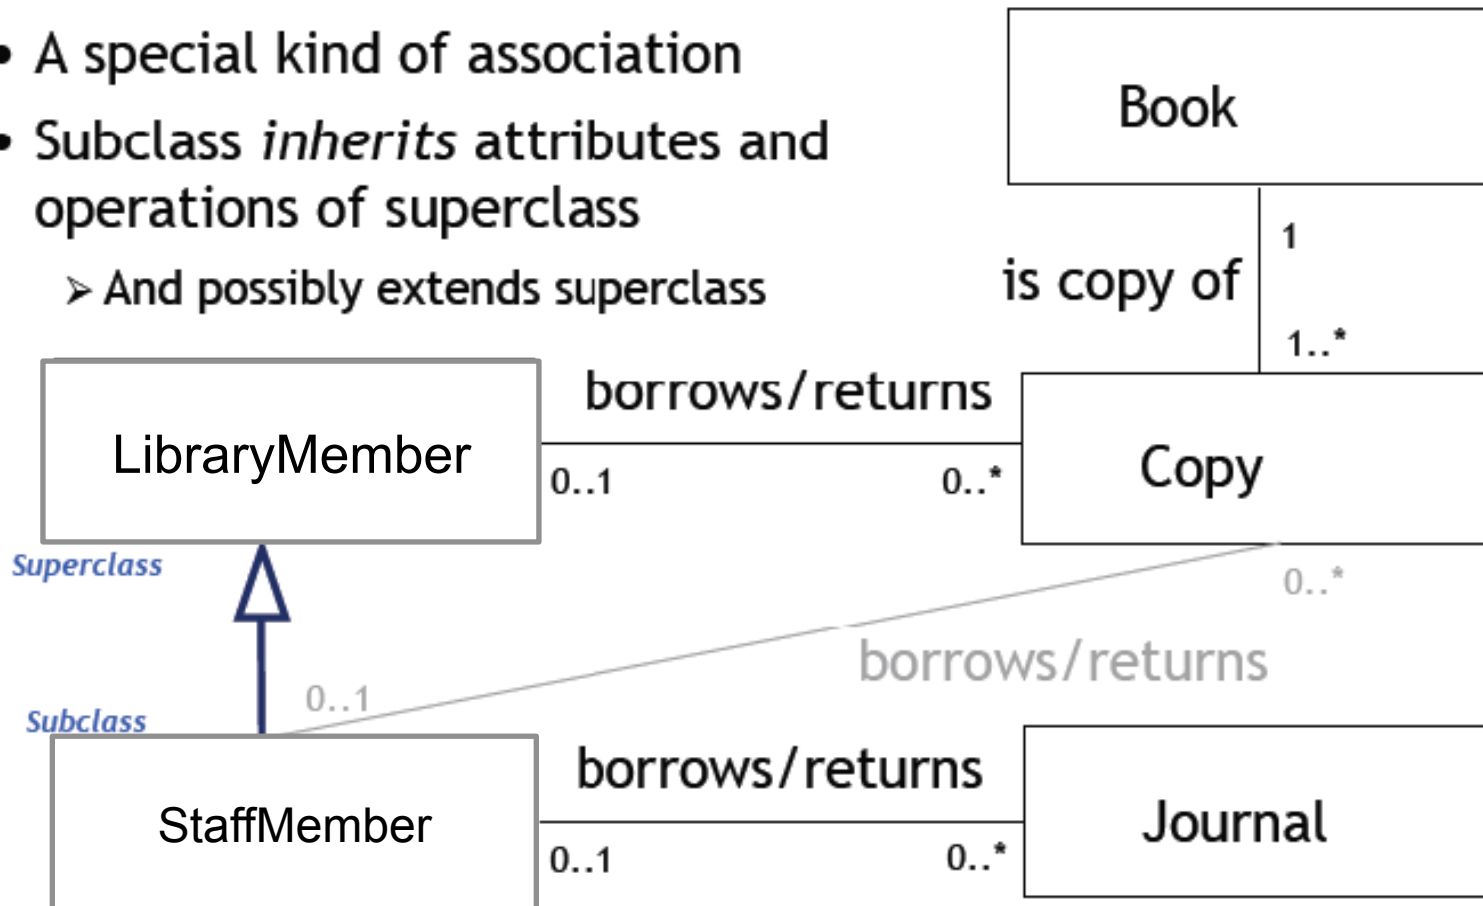 • A special kind of association
• Subclass inherits attributes and
operations of superclass
➢ And possibly extends superclass
Book
1
is copy of
1..*
LibraryMember
borrows/returns
0..1
0..*
Copy
Superclass
0..*
borrows/returns
0..1
Subclass
StaffMember
borrows/returns
0..1
0..*
Journal